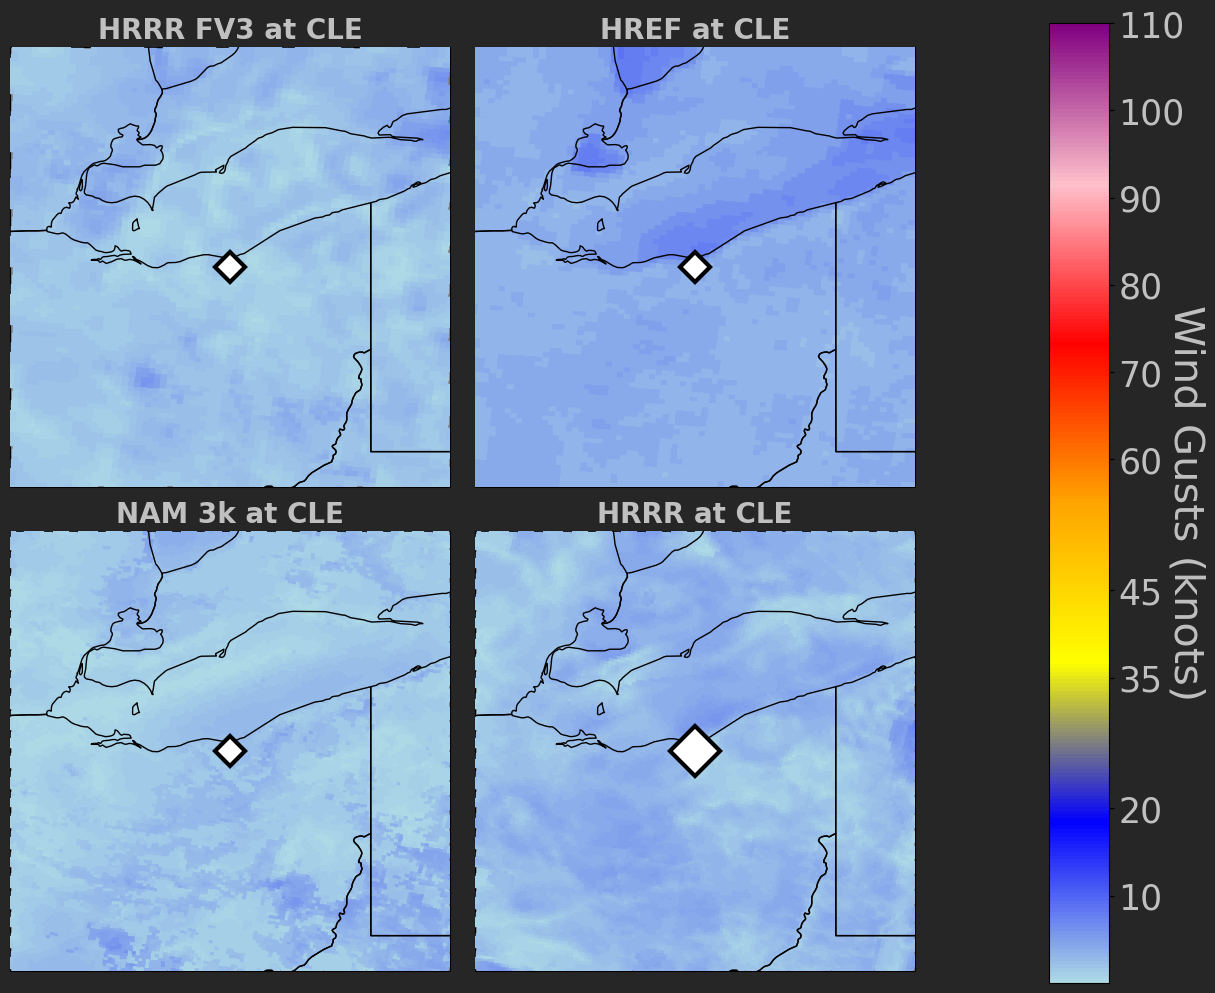 HRRR FV3 at CLE
HREF at CLE
NAM 3k at CLE
HRRR at CLE
110
100
90
80
70
60
45
35
20
10
Wind Gusts (knots)